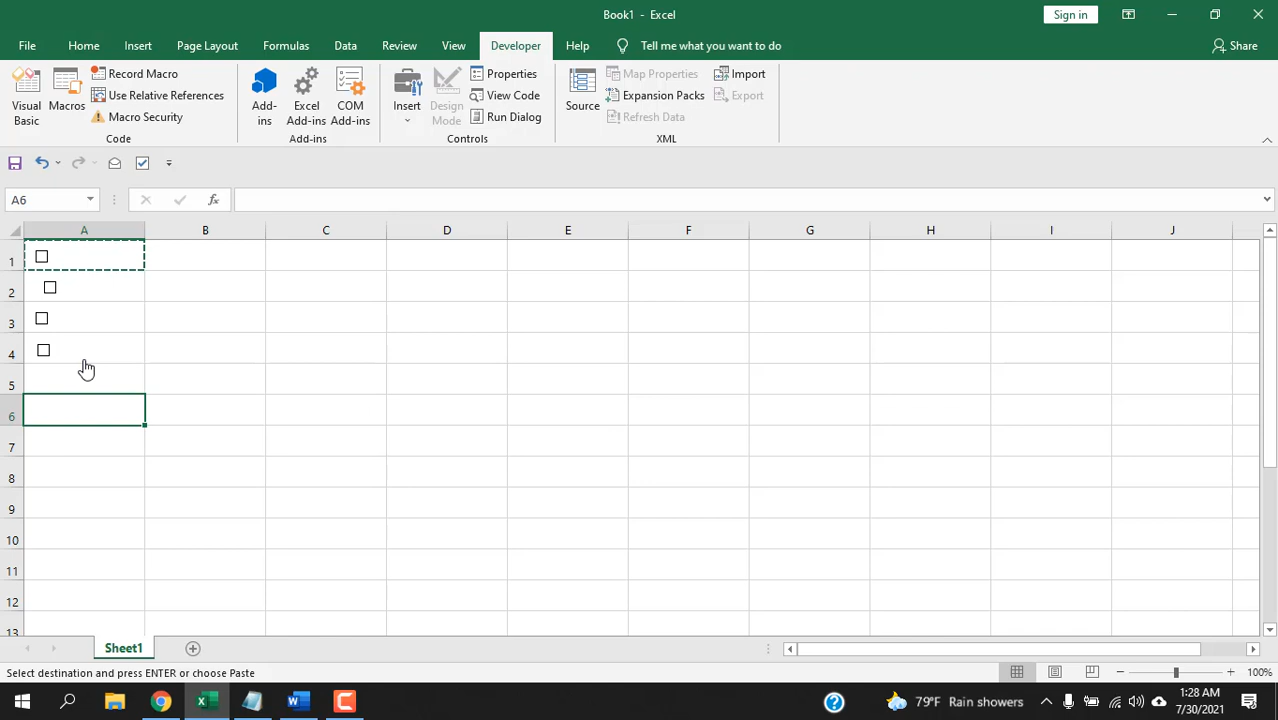 Book1 - Excel
Sign in
File Home Insert Page Layout Formulas Data Review View Developer Help Tell me what you want to do Share
Visual Basic
Macros
Record Macro
Use Relative References
Macro Security
Code
Add-ins
Excel Add-ins
COM Add-ins
Add-ins
Insert
Design Mode
Properties
View Code
Run Dialog
Controls
Source
Map Properties
Expansion Packs
Refresh Data
Import
Export
XML
A6
fx
A B C D E F G H I J
1
2
3
4
5
6
7
8
9
10
11
12
13
Sheet1
Select destination and press ENTER or choose Paste
100%
79°F Rain showers
1:28 AM
7/30/2021